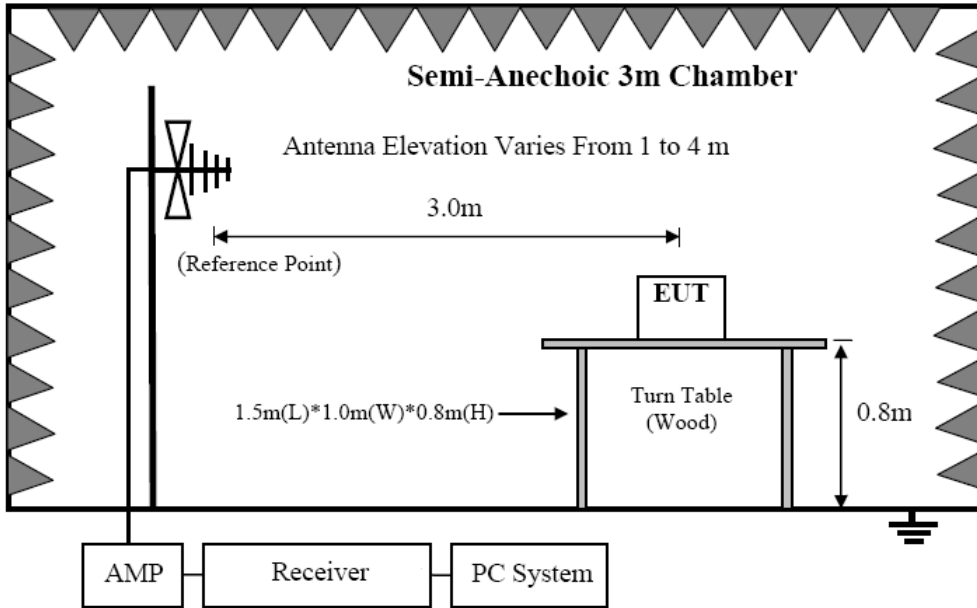 Semi-Anechoic 3m Chamber
Antenna Elevation Varies From 1 to 4 m
3.0m
(Reference Point)
EUT
1.5m(L)*1.0m(W)*0.8m(H)
Turn Table
(Wood)
0.8m
AMP
Receiver
PC System